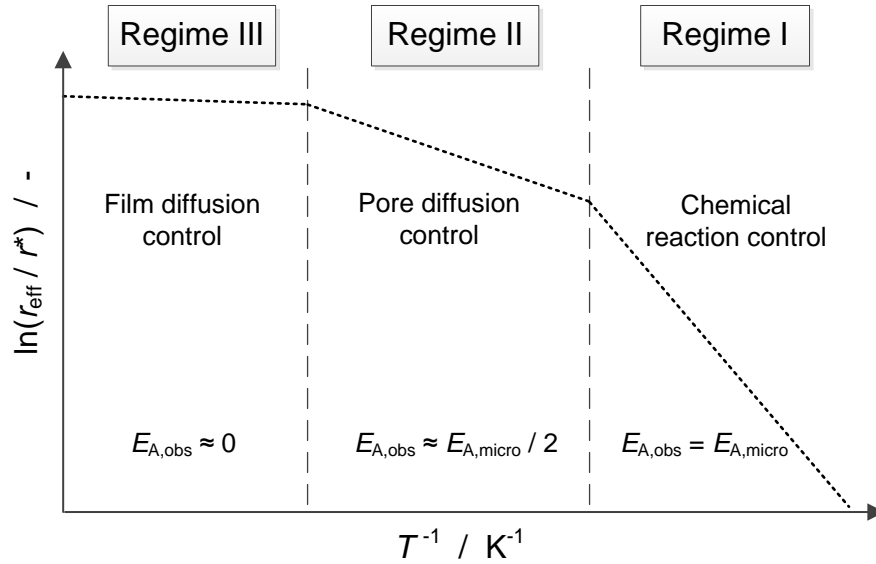 Regime III
Regime II
Regime I
Film diffusion
control
Pore diffusion
control
Chemical
reaction control
E_A,obs ≈ 0
E_A,obs ≈ E_A,micro / 2
E_A,obs = E_A,micro
ln(r_eff / r*) / -
T⁻¹ / K⁻¹